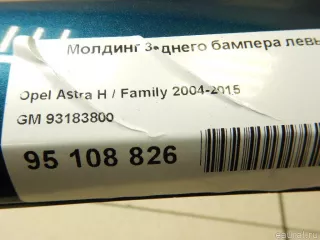 Молдинг З•днего бампера левы
Opel Astra H / Family 2004-2015
GM 93183800
95 108 826